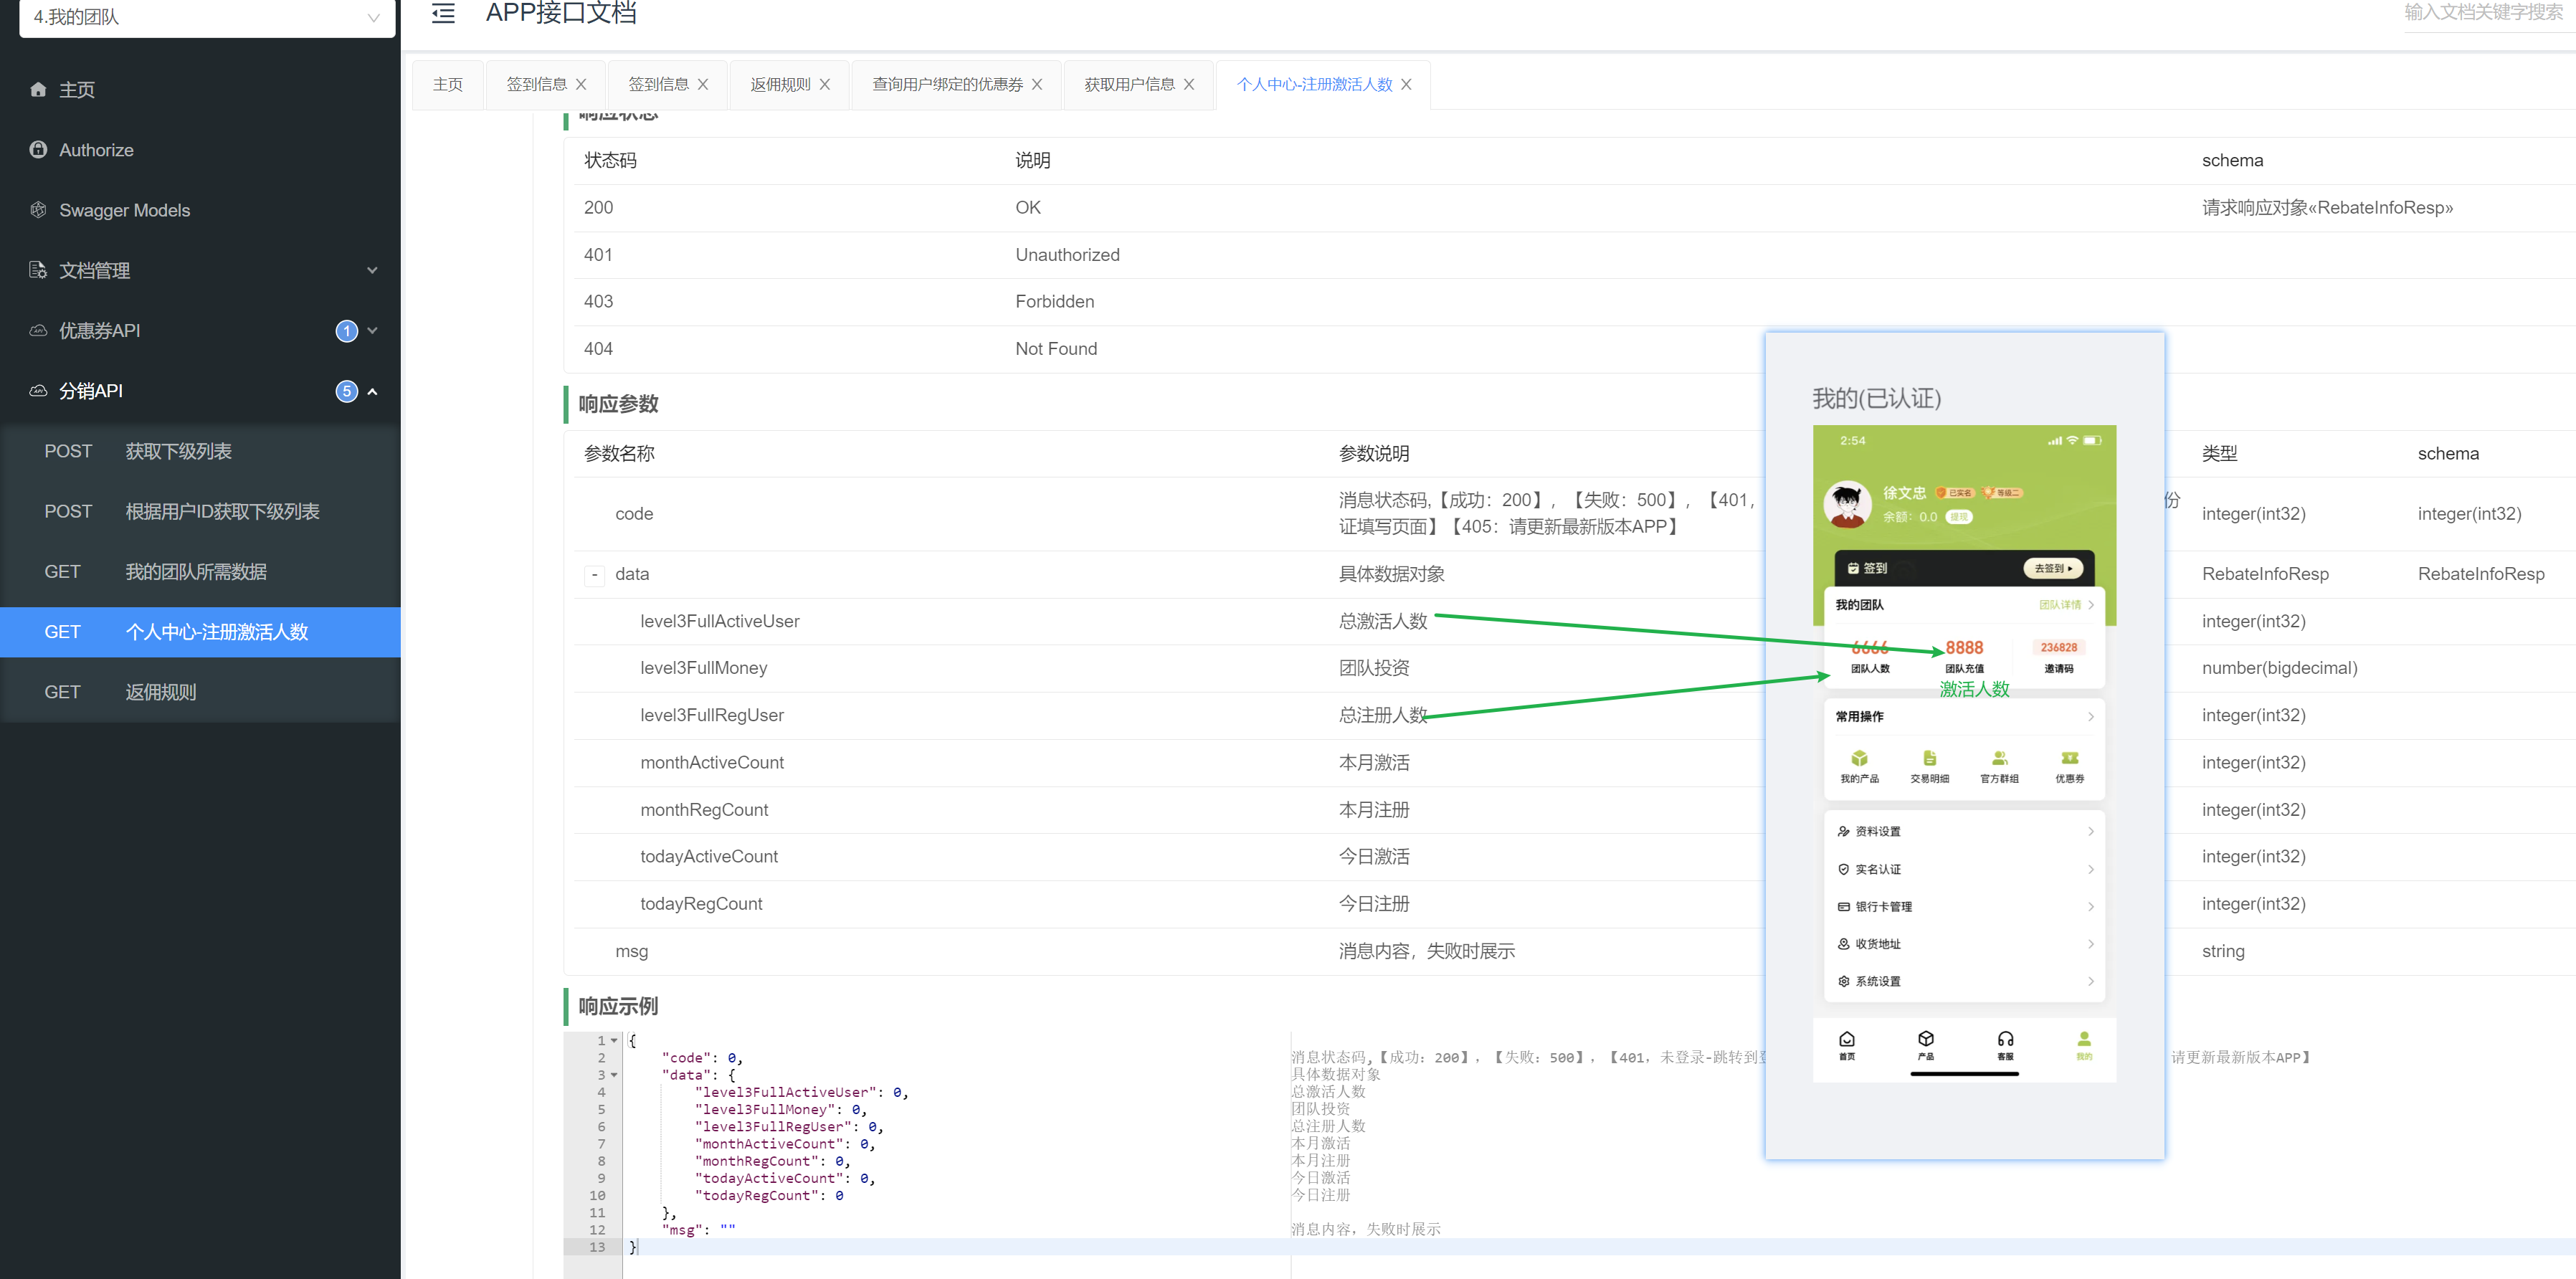 4.我的团队
APP接口文档
输入文档关键字搜索
主页
Authorize
Swagger Models
文档管理
优惠券API
1
分销API
5
POST 获取下级列表
POST 根据用户ID获取下级列表
GET 我的团队所需数据
GET 个人中心-注册激活人数
GET 返佣规则
主页 签到信息 签到信息 返佣规则 查询用户绑定的优惠券 获取用户信息 个人中心-注册激活人数
响应状态
状态码 说明 schema
200 OK 请求响应对象«RebateInfoResp»
401 Unauthorized
403 Forbidden
404 Not Found
响应参数
参数名称 参数说明 类型 schema
code 消息状态码,【成功：200】，【失败：500】，【401， 份 integer(int32) integer(int32)
证填写页面】【405：请更新最新版本APP】
- data 具体数据对象 RebateInfoResp RebateInfoResp
level3FullActiveUser 总激活人数 integer(int32)
level3FullMoney 团队投资 number(bigdecimal)
level3FullRegUser 总注册人数 integer(int32)
monthActiveCount 本月激活 integer(int32)
monthRegCount 本月注册 integer(int32)
todayActiveCount 今日激活 integer(int32)
todayRegCount 今日注册 integer(int32)
msg 消息内容，失败时展示 string
响应示例
1 {
2 "code": 0, 消息状态码,【成功：200】，【失败：500】，【401，未登录-跳转到登 请更新最新版本APP】
3 "data": { 具体数据对象
4 "level3FullActiveUser": 0, 总激活人数
5 "level3FullMoney": 0, 团队投资
6 "level3FullRegUser": 0, 总注册人数
7 "monthActiveCount": 0, 本月激活
8 "monthRegCount": 0, 本月注册
9 "todayActiveCount": 0, 今日激活
10 "todayRegCount": 0 今日注册
11 },
12 "msg": "" 消息内容，失败时展示
13 }
我的(已认证)
2:54
徐文忠 已实名 等级二
余额：0.0 提现
签到 去签到
我的团队 团队详情
6666 8888 236828
团队人数 团队充值 邀请码
激活人数
常用操作
我的产品 交易明细 官方群组 优惠券
资料设置
实名认证
银行卡管理
收货地址
系统设置
首页 产品 客服 我的